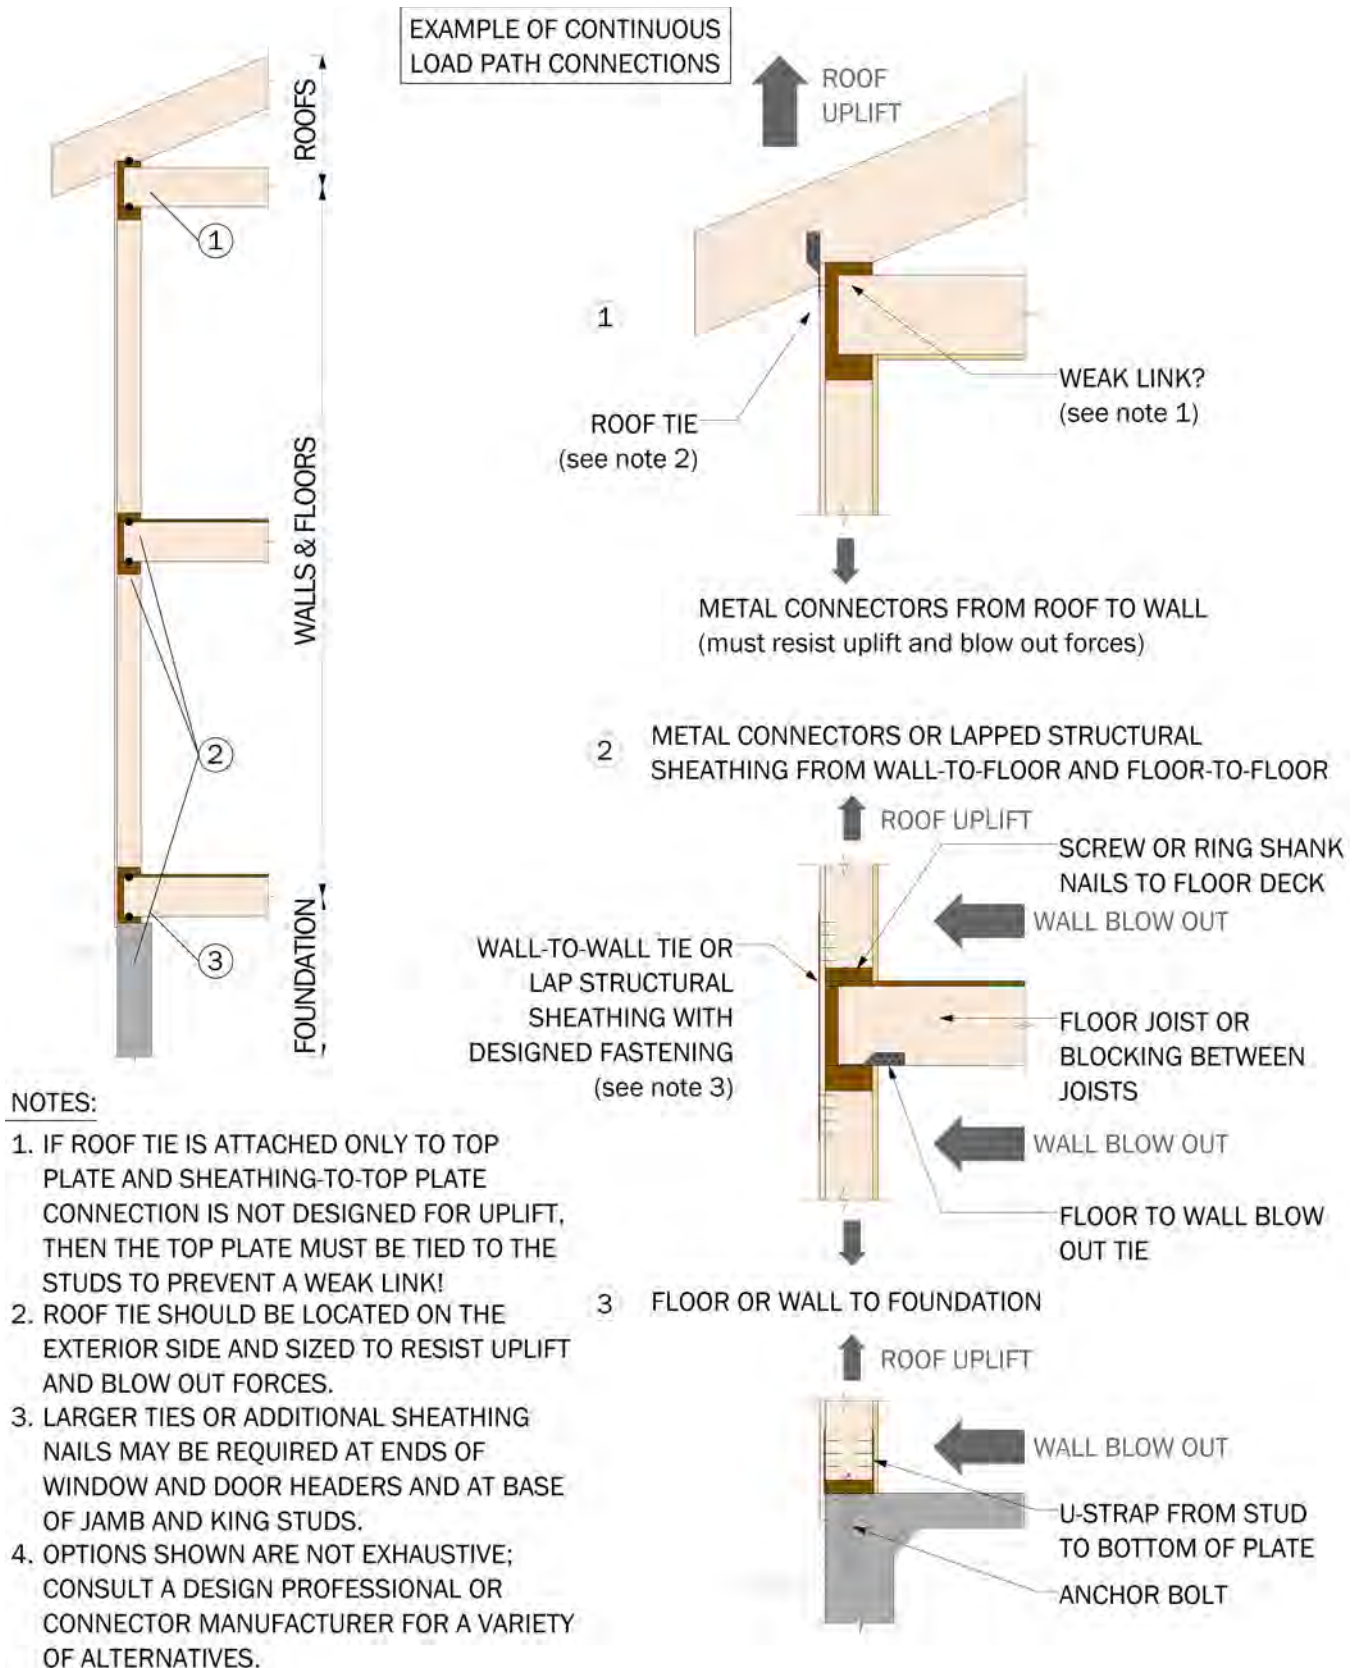 EXAMPLE OF CONTINUOUS
LOAD PATH CONNECTIONS
ROOFS
WALLS & FLOORS
FOUNDATION
1
2
3
ROOF
UPLIFT
1
ROOF TIE
(see note 2)
WEAK LINK?
(see note 1)
METAL CONNECTORS FROM ROOF TO WALL
(must resist uplift and blow out forces)
2
METAL CONNECTORS OR LAPPED STRUCTURAL
SHEATHING FROM WALL-TO-FLOOR AND FLOOR-TO-FLOOR
ROOF UPLIFT
SCREW OR RING SHANK
NAILS TO FLOOR DECK
WALL BLOW OUT
WALL-TO-WALL TIE OR
LAP STRUCTURAL
SHEATHING WITH
DESIGNED FASTENING
(see note 3)
FLOOR JOIST OR
BLOCKING BETWEEN
JOISTS
WALL BLOW OUT
FLOOR TO WALL BLOW
OUT TIE
3
FLOOR OR WALL TO FOUNDATION
ROOF UPLIFT
WALL BLOW OUT
U-STRAP FROM STUD
TO BOTTOM OF PLATE
ANCHOR BOLT
NOTES:
1. IF ROOF TIE IS ATTACHED ONLY TO TOP
PLATE AND SHEATHING-TO-TOP PLATE
CONNECTION IS NOT DESIGNED FOR UPLIFT,
THEN THE TOP PLATE MUST BE TIED TO THE
STUDS TO PREVENT A WEAK LINK!
2. ROOF TIE SHOULD BE LOCATED ON THE
EXTERIOR SIDE AND SIZED TO RESIST UPLIFT
AND BLOW OUT FORCES.
3. LARGER TIES OR ADDITIONAL SHEATHING
NAILS MAY BE REQUIRED AT ENDS OF
WINDOW AND DOOR HEADERS AND AT BASE
OF JAMB AND KING STUDS.
4. OPTIONS SHOWN ARE NOT EXHAUSTIVE;
CONSULT A DESIGN PROFESSIONAL OR
CONNECTOR MANUFACTURER FOR A VARIETY
OF ALTERNATIVES.